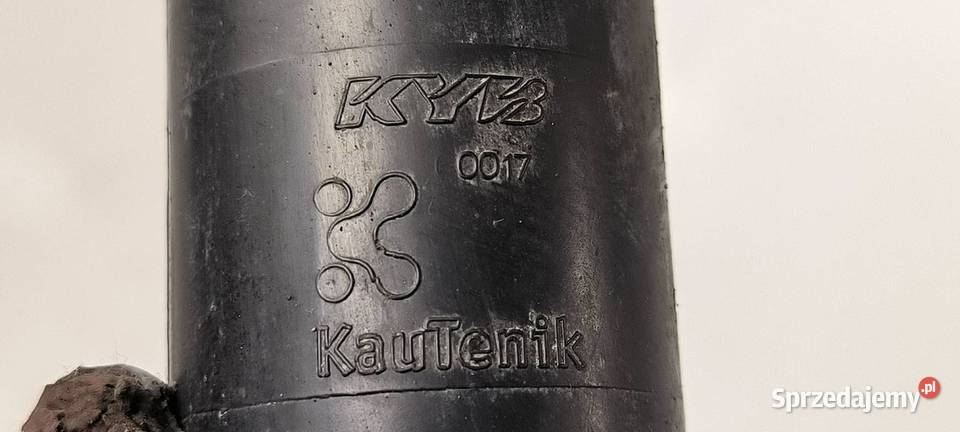 KYB
0017
KauTenik
Sprzedajemy.pl